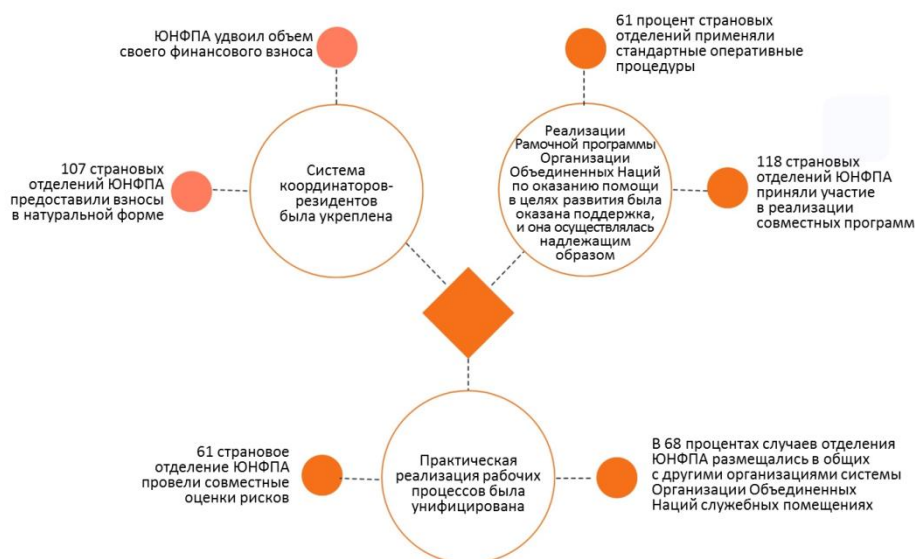 ЮНФПА удвоил объем
своего финансового взноса
61 процент страновых
отделений применяли
стандартные оперативные
процедуры
107 страновых
отделений ЮНФПА
предоставили взносы
в натуральной форме
Система
координаторов-
резидентов
была укреплена
Реализации
Рамочной программы
Организации
Объединенных Наций
по оказанию помощи
в целях развития была
оказана поддержка,
и она осуществлялась
надлежащим
образом
118 страновых
отделений ЮНФПА
приняли участие
в реализации
совместных программ
61 страновое
отделение ЮНФПА
провели совместные
оценки рисков
Практическая
реализация рабочих
процессов была
унифицирована
В 68 процентах случаев отделения
ЮНФПА размещались в общих
с другими организациями системы
Организации Объединенных
Наций служебных помещениях